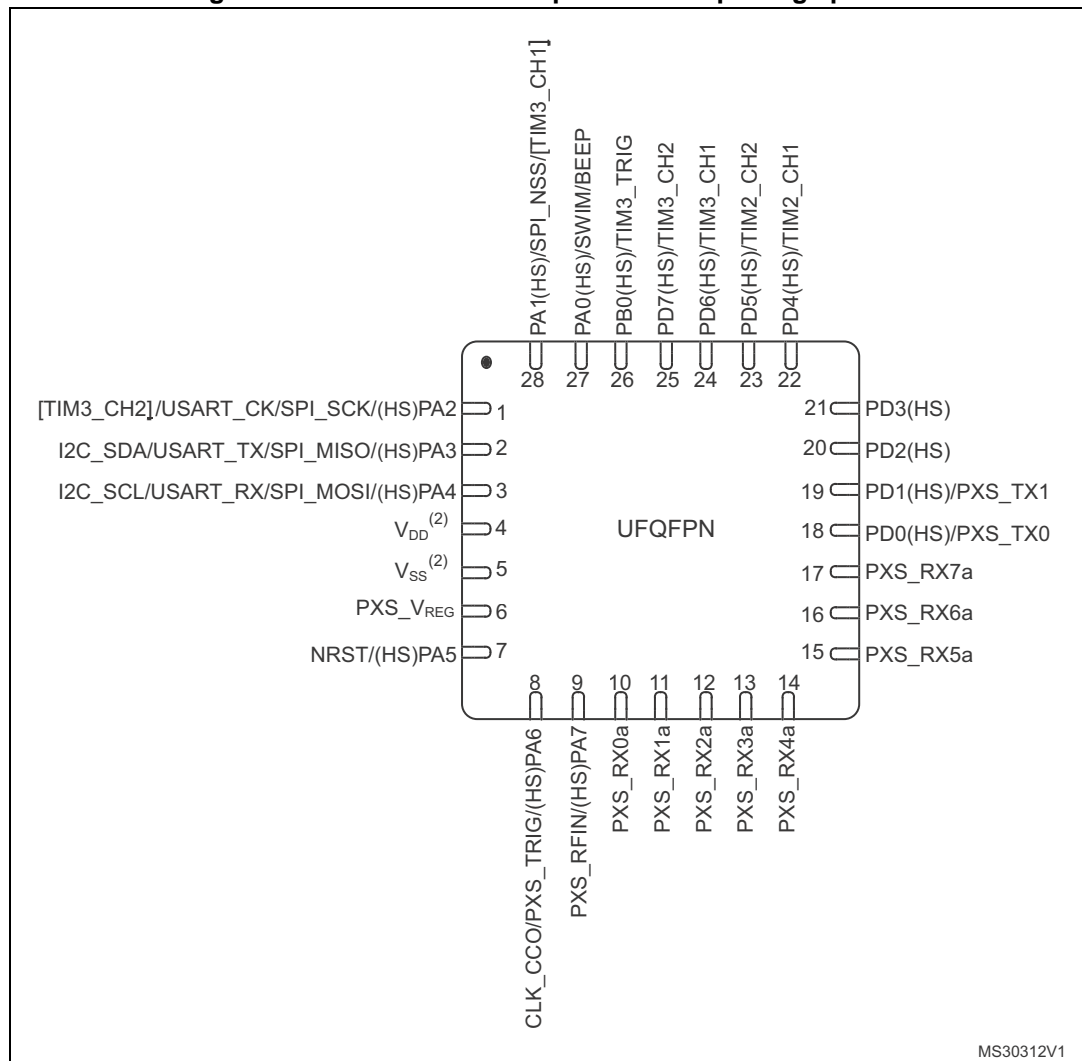 PA1(HS)/SPI_NSS/[TIM3_CH1]
PA0(HS)/SWIM/BEEP
PB0(HS)/TIM3_TRIG
PD7(HS)/TIM3_CH2
PD6(HS)/TIM3_CH1
PD5(HS)/TIM2_CH2
PD4(HS)/TIM2_CH1
28 27 26 25 24 23 22
[TIM3_CH2]/USART_CK/SPI_SCK/(HS)PA2 1
I2C_SDA/USART_TX/SPI_MISO/(HS)PA3 2
I2C_SCL/USART_RX/SPI_MOSI/(HS)PA4 3
VDD(2) 4
VSS(2) 5
PXS_VREG 6
NRST/(HS)PA5 7
UFQFPN
21 PD3(HS)
20 PD2(HS)
19 PD1(HS)/PXS_TX1
18 PD0(HS)/PXS_TX0
17 PXS_RX7a
16 PXS_RX6a
15 PXS_RX5a
8 9 10 11 12 13 14
CLK_CCO/PXS_TRIG/(HS)PA6
PXS_RFIN/(HS)PA7
PXS_RX0a
PXS_RX1a
PXS_RX2a
PXS_RX3a
PXS_RX4a
MS30312V1